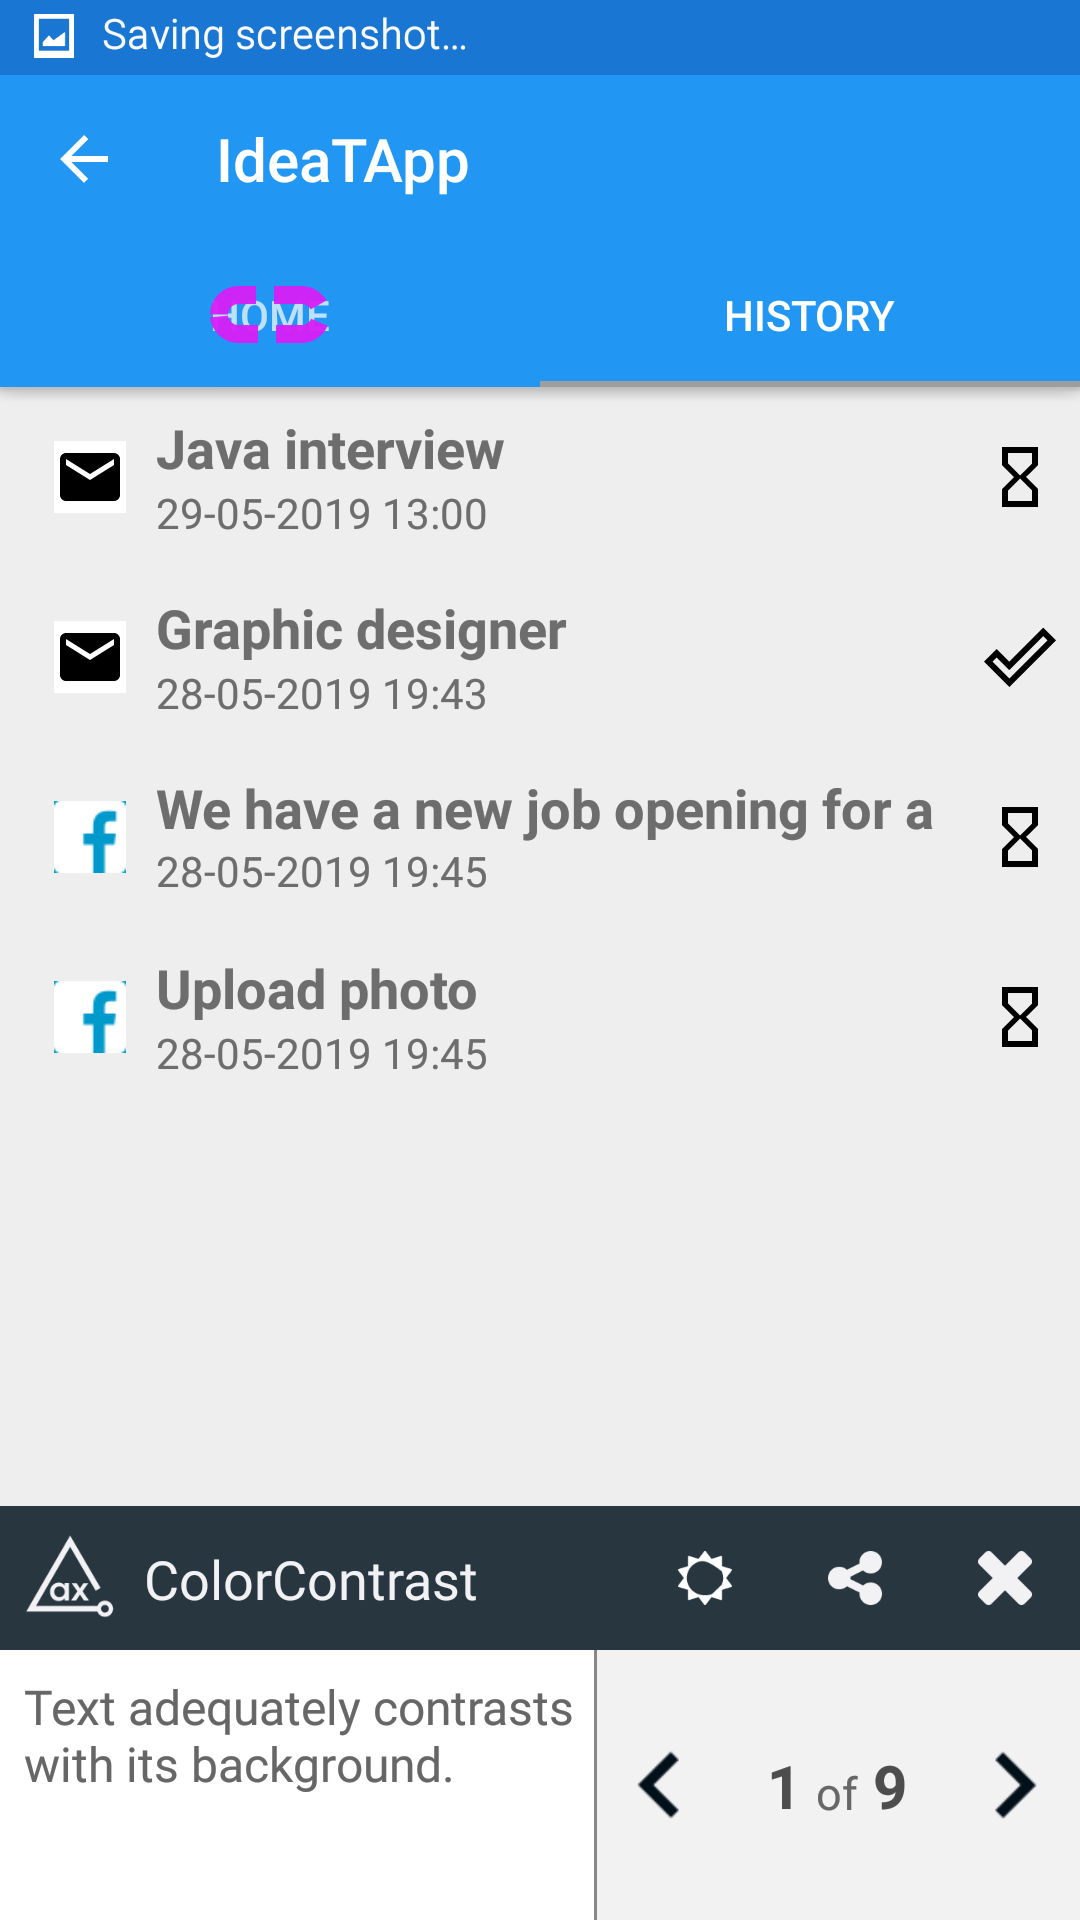 Saving screenshot...
IdeaTApp
HOME
HISTORY
Java interview
29-05-2019 13:00
Graphic designer
28-05-2019 19:43
We have a new job opening for a
28-05-2019 19:45
Upload photo
28-05-2019 19:45
ax ColorContrast
Text adequately contrasts
with its background.
1 of 9